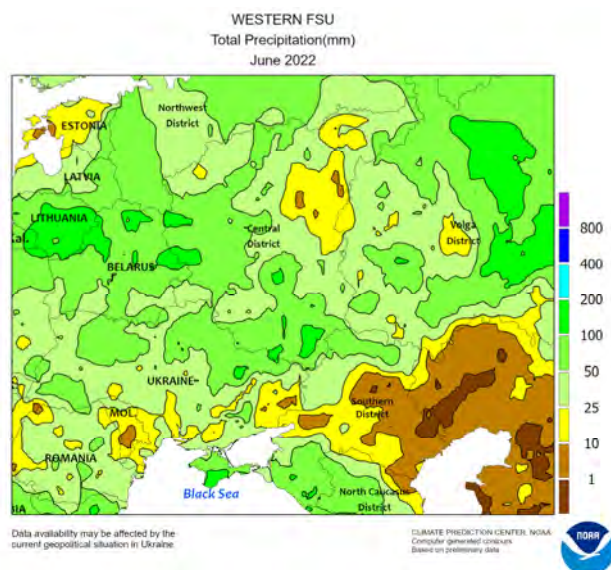 WESTERN FSU
Total Precipitation(mm)
June 2022
Northwest
District
ESTONIA
LATVIA
LITHUANIA
Kal.
Central
District
Volga
District
BELARUS
UKRAINE
MOL.
Southern
District
ROMANIA
Black Sea
North Caucasus
District
BIA
800
400
200
100
50
25
10
1
Data availability may be affected by the
current geopolitical situation in Ukraine.
CLIMATE PREDICTION CENTER, NOAA
Computer generated contours
Based on preliminary data
NOAA